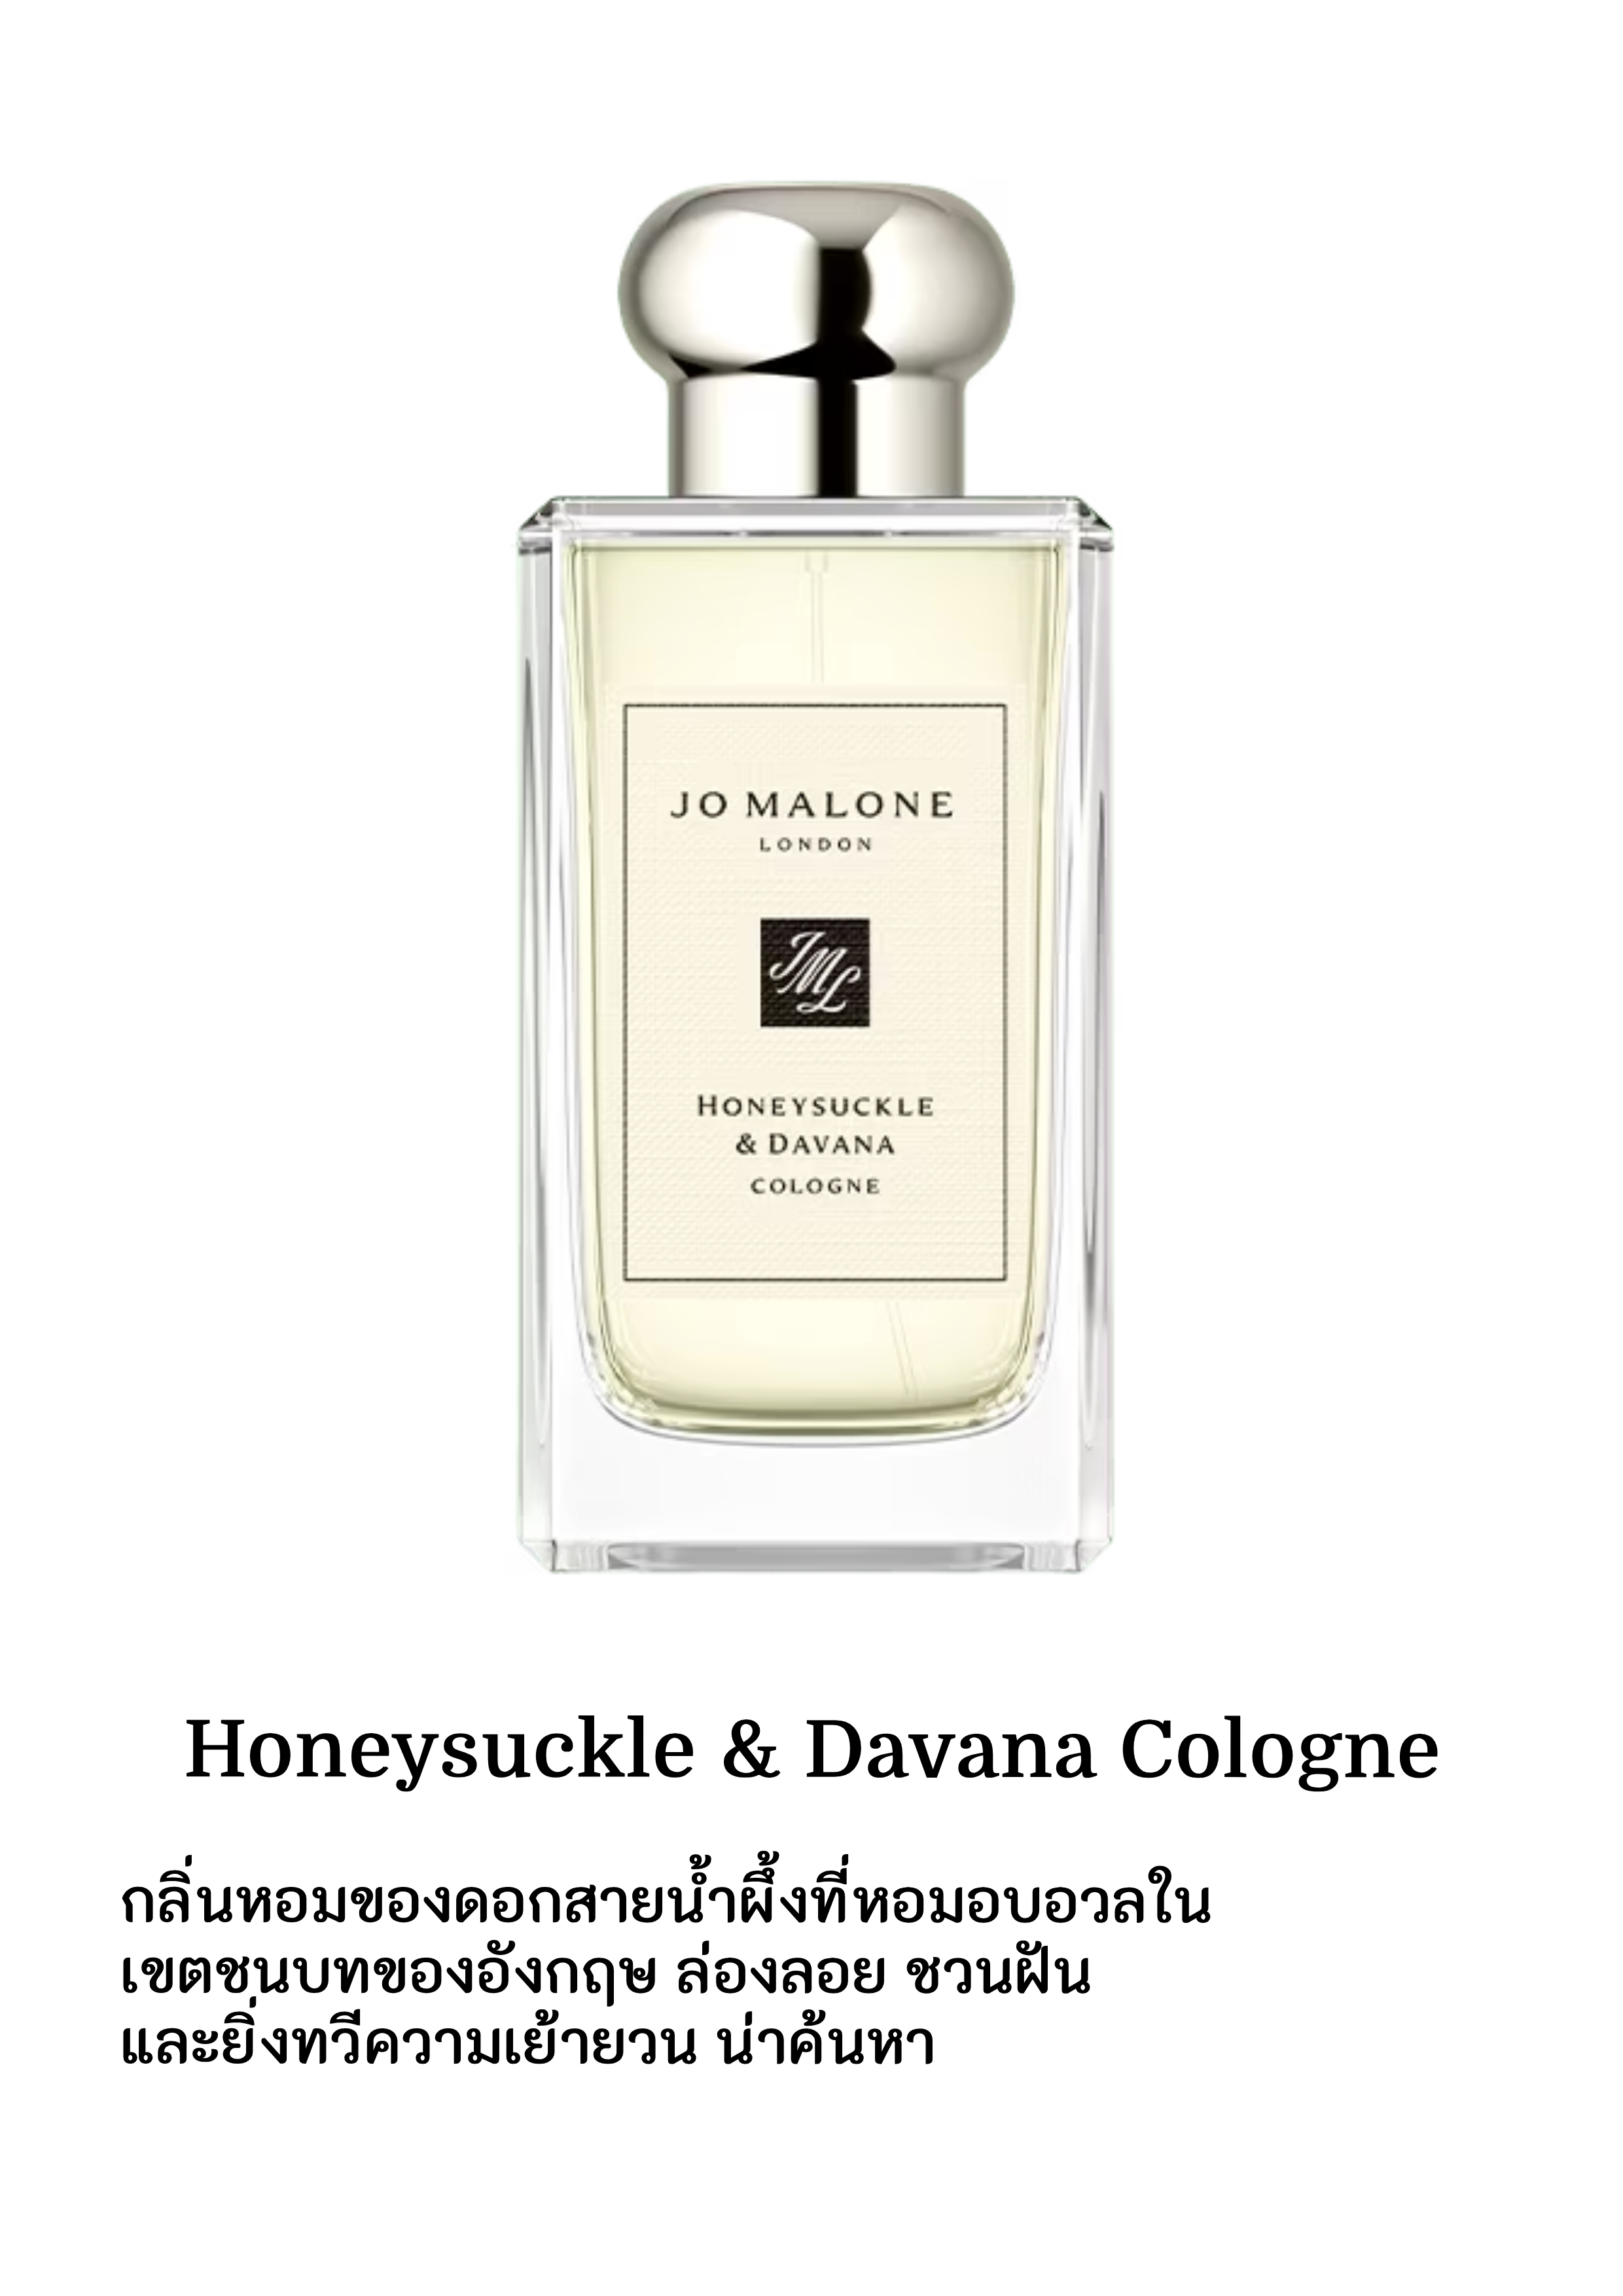 JO MALONE
LONDON
JML
HONEYSUCKLE
& DAVANA
COLOGNE
Honeysuckle & Davana Cologne
กลิ่นหอมของดอกสายน้ำผึ้งที่หอมอบอวลใน
เขตชนบทของอังกฤษ ล่องลอย ชวนฝัน
และยิ่งทวีความเย้ายวน น่าค้นหา